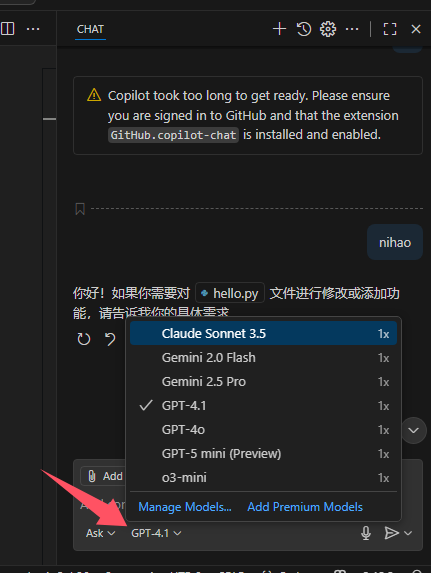 CHAT
Copilot took too long to get ready. Please ensure
you are signed in to GitHub and that the extension
GitHub.copilot-chat is installed and enabled.
nihao
你好！如果你需要对 hello.py 文件进行修改或添加功
能，请告诉我你的具体需求
Claude Sonnet 3.5 1x
Gemini 2.0 Flash 1x
Gemini 2.5 Pro 1x
GPT-4.1 1x
GPT-4o 1x
GPT-5 mini (Preview) 1x
o3-mini 1x
Manage Models... Add Premium Models
Add
Ask GPT-4.1